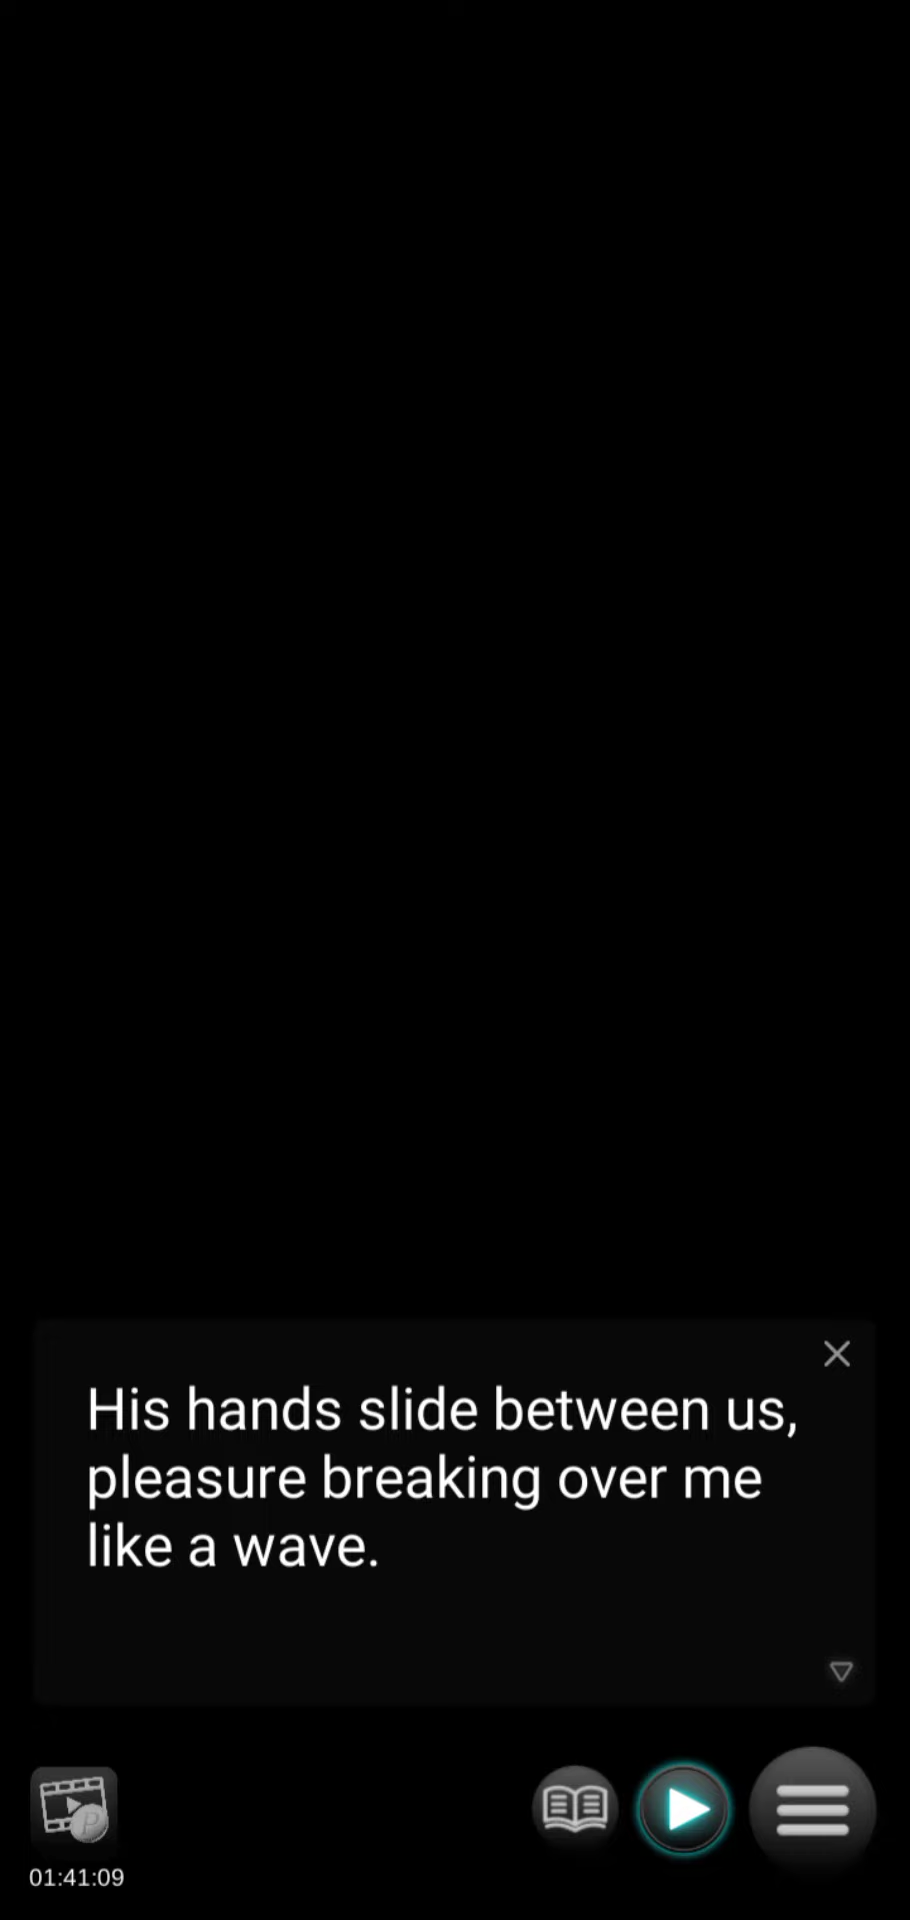 His hands slide between us,
pleasure breaking over me
like a wave.
P
01:41:09